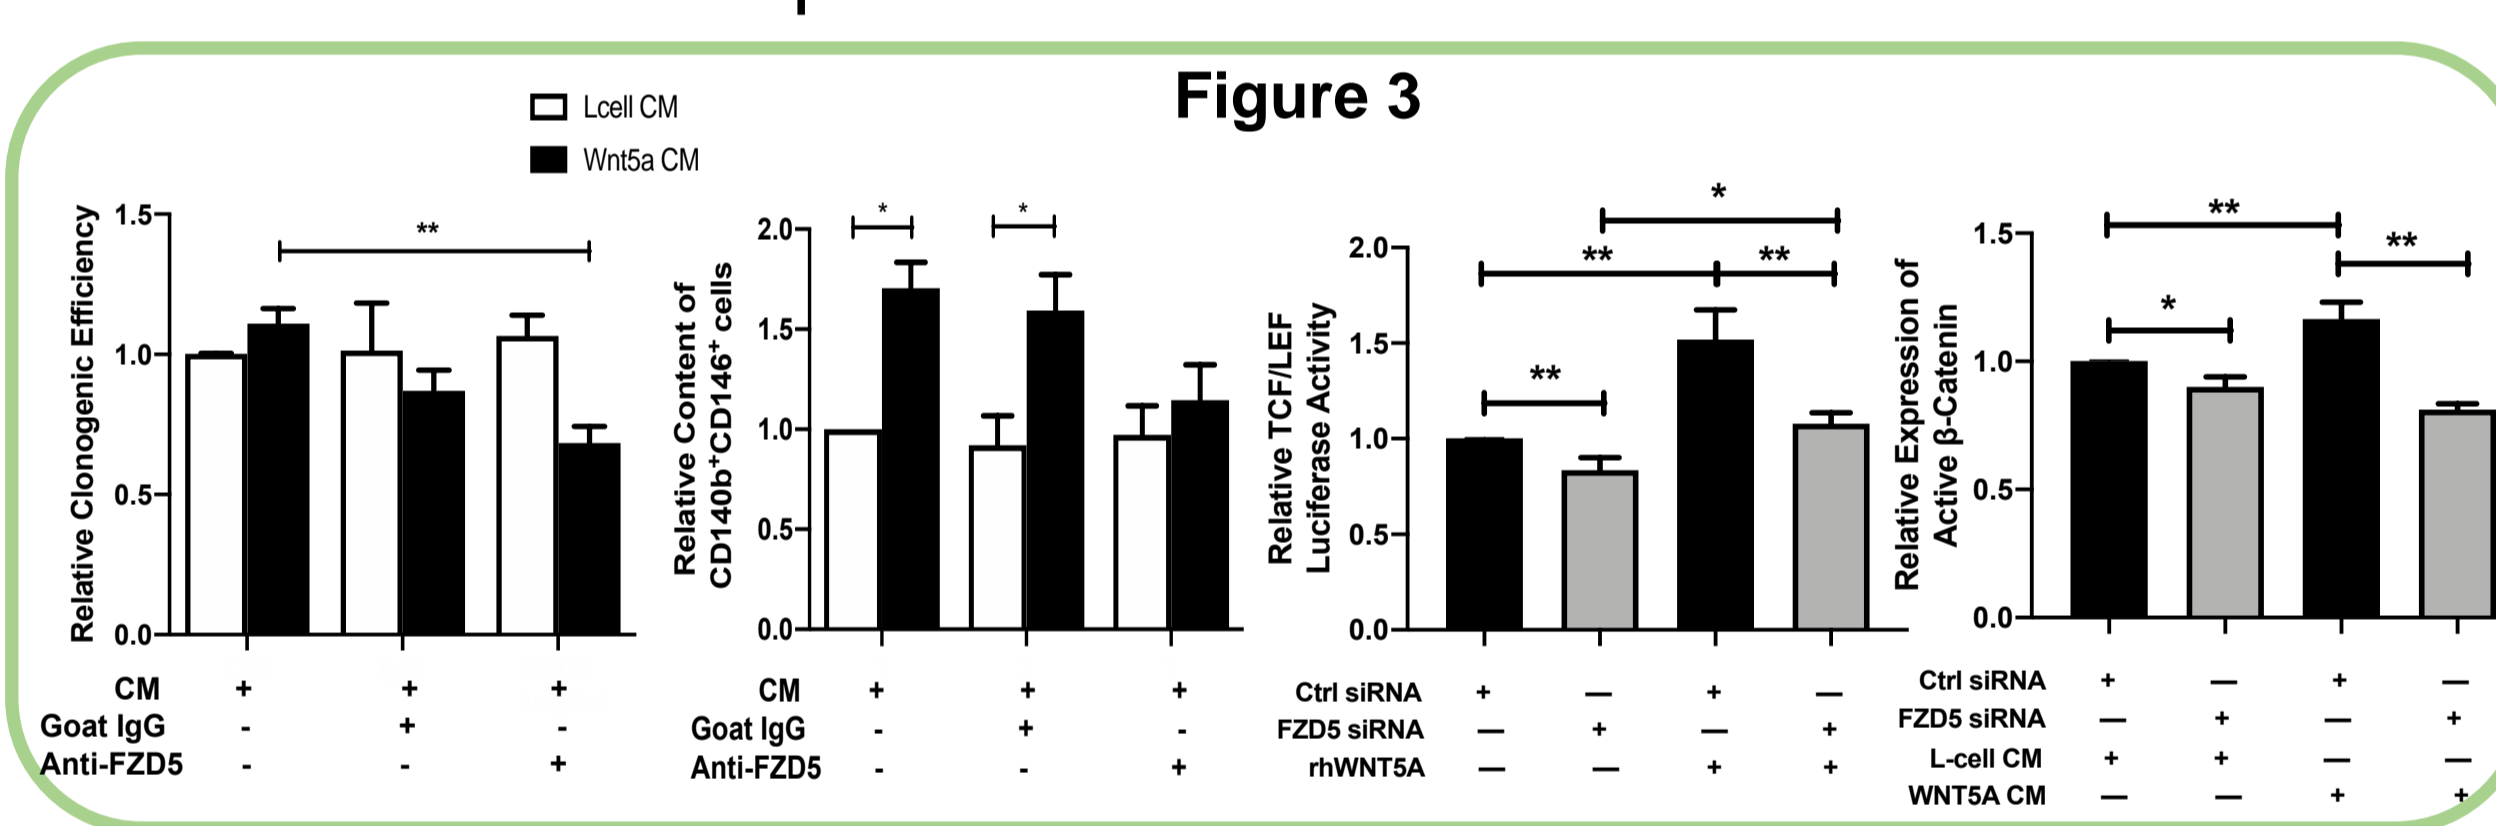 Figure 3
Lcell CM
Wnt5a CM
Relative Clonogenic Efficiency
1.5
1.0
0.5
0.0
**
CM + + +
Goat IgG - + -
Anti-FZD5 - - +
Relative Content of
CD140b+CD146+ cells
2.0
1.5
1.0
0.5
0.0
* *
CM + + +
Goat IgG - + -
Anti-FZD5 - - +
Relative TCF/LEF
Luciferase Activity
2.0
1.5
1.0
0.5
0.0
*
** **
**
Ctrl siRNA + — + —
FZD5 siRNA — + — +
rhWNT5A — — + +
Relative Expression of
Active β-Catenin
1.5
1.0
0.5
0.0
**
**
*
Ctrl siRNA + — + —
FZD5 siRNA — + — +
L-cell CM + + — —
WNT5A CM — — + +